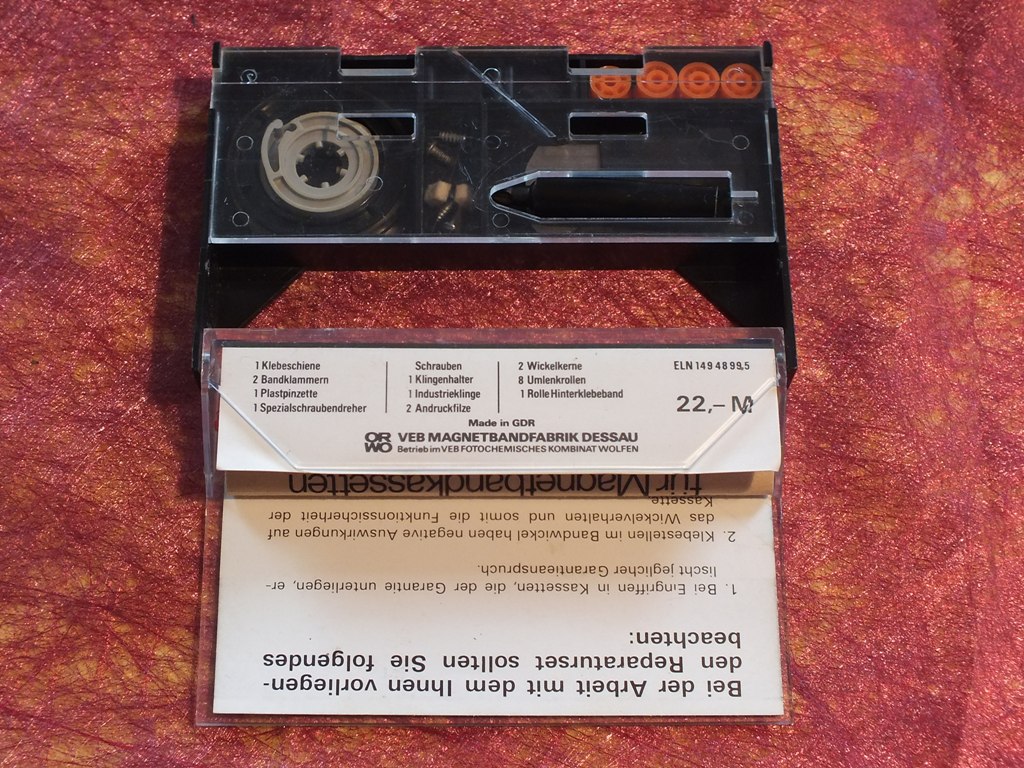 1 Klebeschiene
2 Bandklammern
1 Plastpinzette
1 Spezialschraubendreher
Schrauben
1 Klingenhalter
1 Industrieklinge
2 Andruckfilze
2 Wickelkerne
8 Umlenkrollen
1 Rolle Hinterklebeband
ELN 149 48 99,5
22,– M
Made in GDR
ORWO VEB MAGNETBANDFABRIK DESSAU
Betrieb im VEB FOTOCHEMISCHES KOMBINAT WOLFEN
Bei der Arbeit mit dem Ihnen vorliegen-
den Reparaturset sollten Sie folgendes
beachten:
1. Bei Eingriffen in Kassetten, die der Garantie unterliegen, er-
lischt jeglicher Garantieanspruch.
2. Klebestellen im Bandwickel haben negative Auswirkungen auf
das Wickelverhalten und somit die Funktionssicherheit der
Kassette.
für Magnetbandkassetten